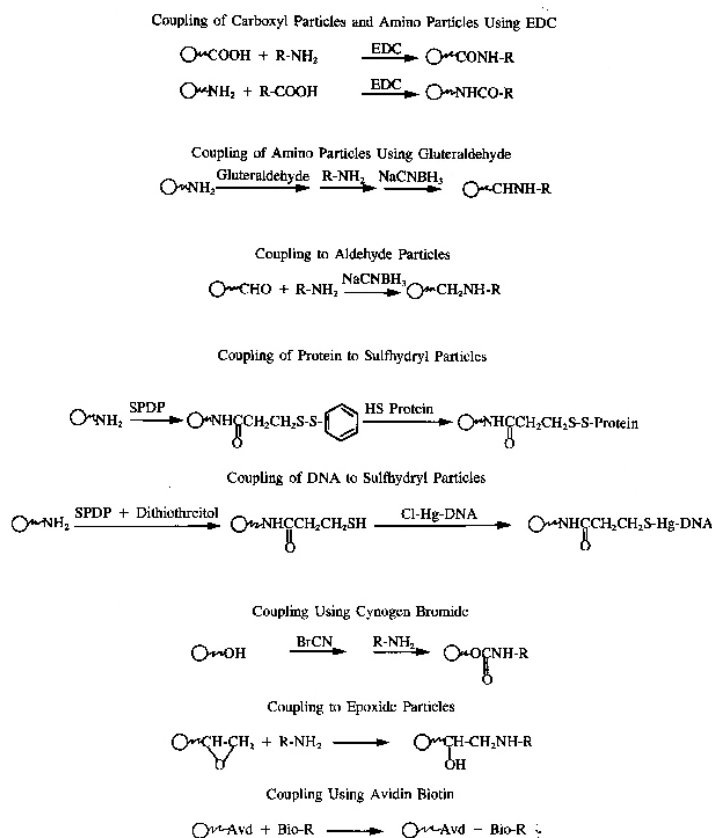 Coupling of Carboxyl Particles and Amino Particles Using EDC
COOH + R-NH₂ EDC CONH-R
NH₂ + R-COOH EDC NHCO-R
Coupling of Amino Particles Using Gluteraldehyde
NH₂ Gluteraldehyde R-NH₂ NaCNBH₃ CHNH-R
Coupling to Aldehyde Particles
CHO + R-NH₂ NaCNBH₃ CH₂NH-R
Coupling of Protein to Sulfhydryl Particles
NH₂ SPDP NHCCH₂CH₂S-S- HS Protein NHCCH₂CH₂S-S-Protein
O O
Coupling of DNA to Sulfhydryl Particles
NH₂ SPDP + Dithiothreitol NHCCH₂CH₂SH Cl-Hg-DNA NHCCH₂CH₂S-Hg-DNA
O O
Coupling Using Cynogen Bromide
OH BrCN R-NH₂ OCNH-R
O
Coupling to Epoxide Particles
CH-CH₂ + R-NH₂ CH-CH₂NH-R
O OH
Coupling Using Avidin Biotin
Avd + Bio-R Avd - Bio-R